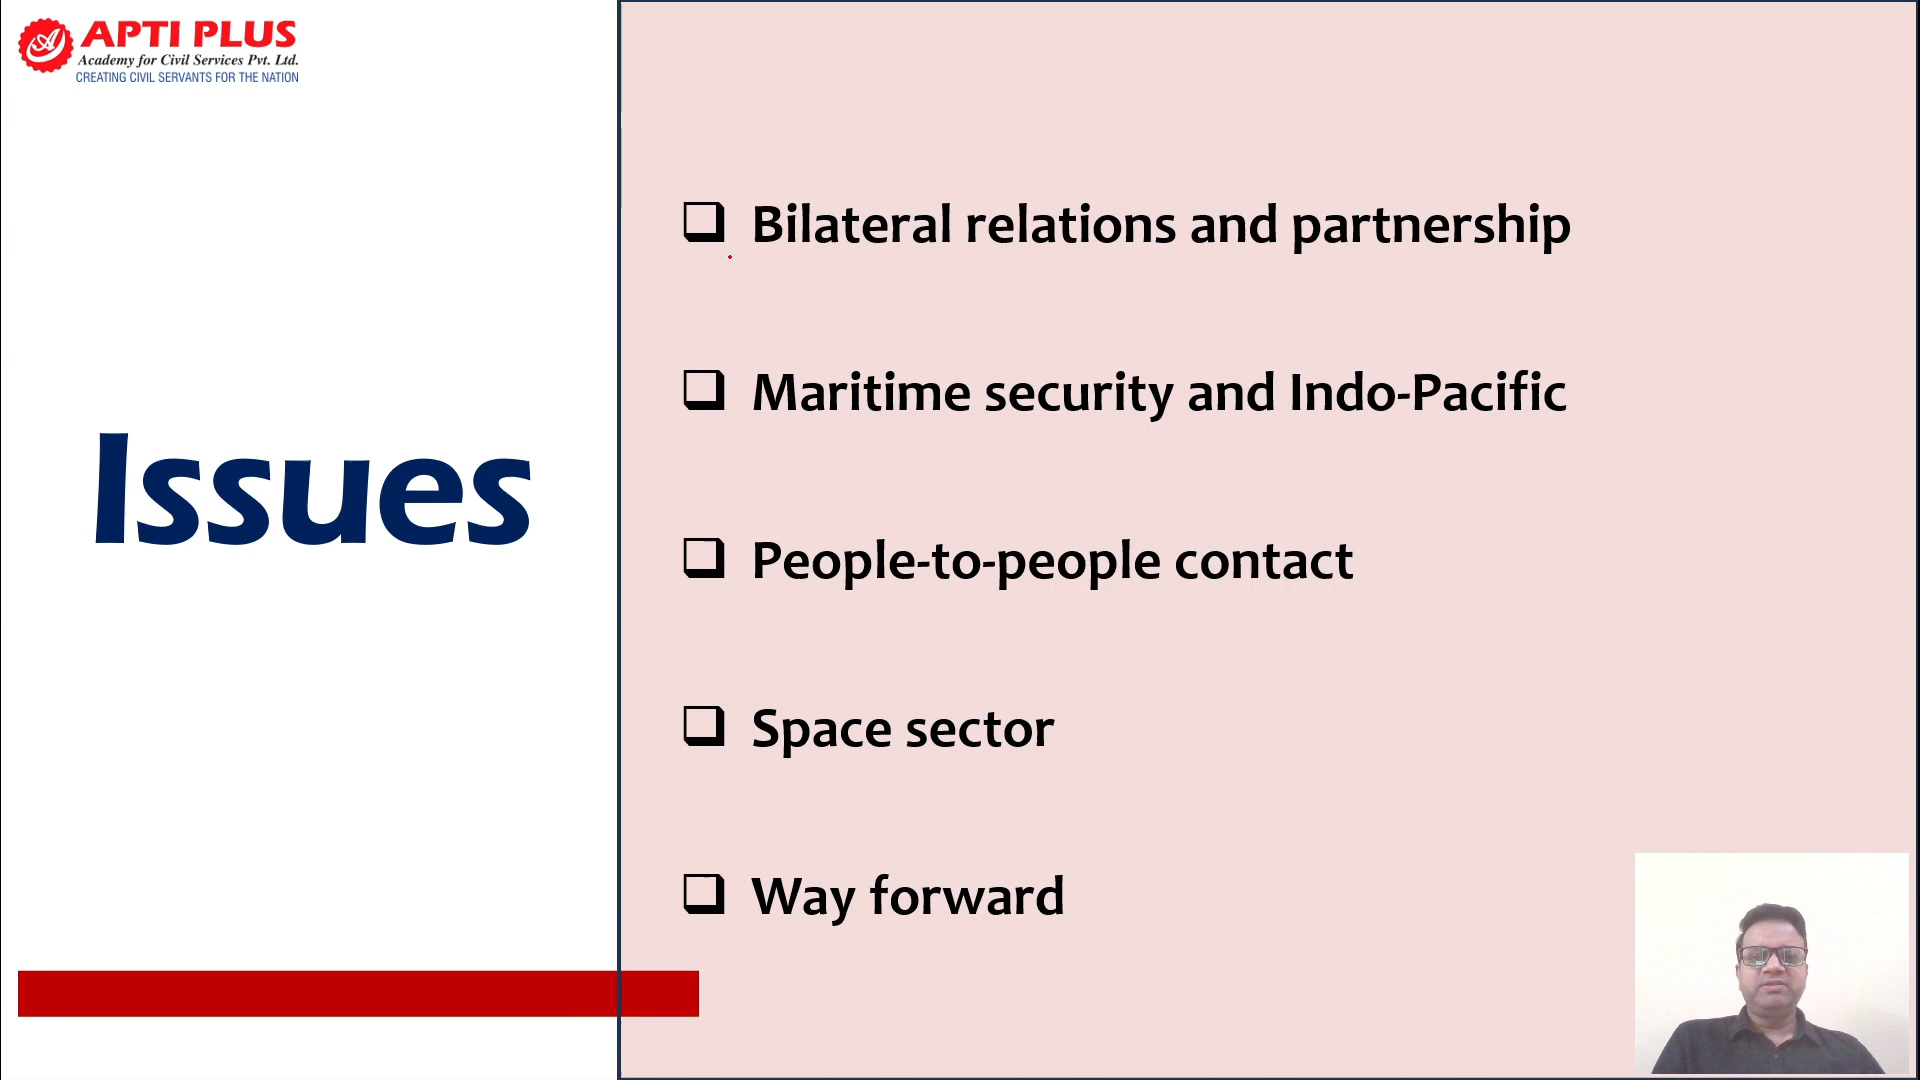 APTI PLUS
Academy for Civil Services Pvt. Ltd.
CREATING CIVIL SERVANTS FOR THE NATION
Issues
Bilateral relations and partnership
Maritime security and Indo-Pacific
People-to-people contact
Space sector
Way forward